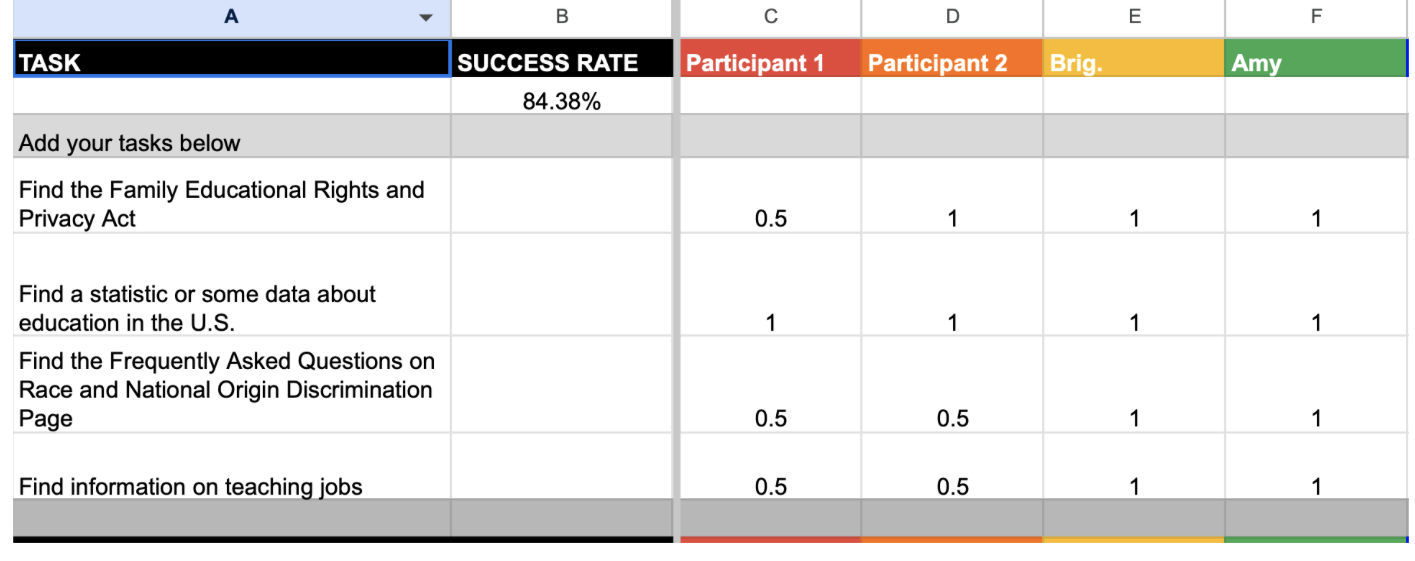 A B C D E F
TASK SUCCESS RATE Participant 1 Participant 2 Brig. Amy
84.38%
Add your tasks below
Find the Family Educational Rights and
Privacy Act 0.5 1 1 1
Find a statistic or some data about
education in the U.S. 1 1 1 1
Find the Frequently Asked Questions on
Race and National Origin Discrimination
Page 0.5 0.5 1 1
Find information on teaching jobs 0.5 0.5 1 1